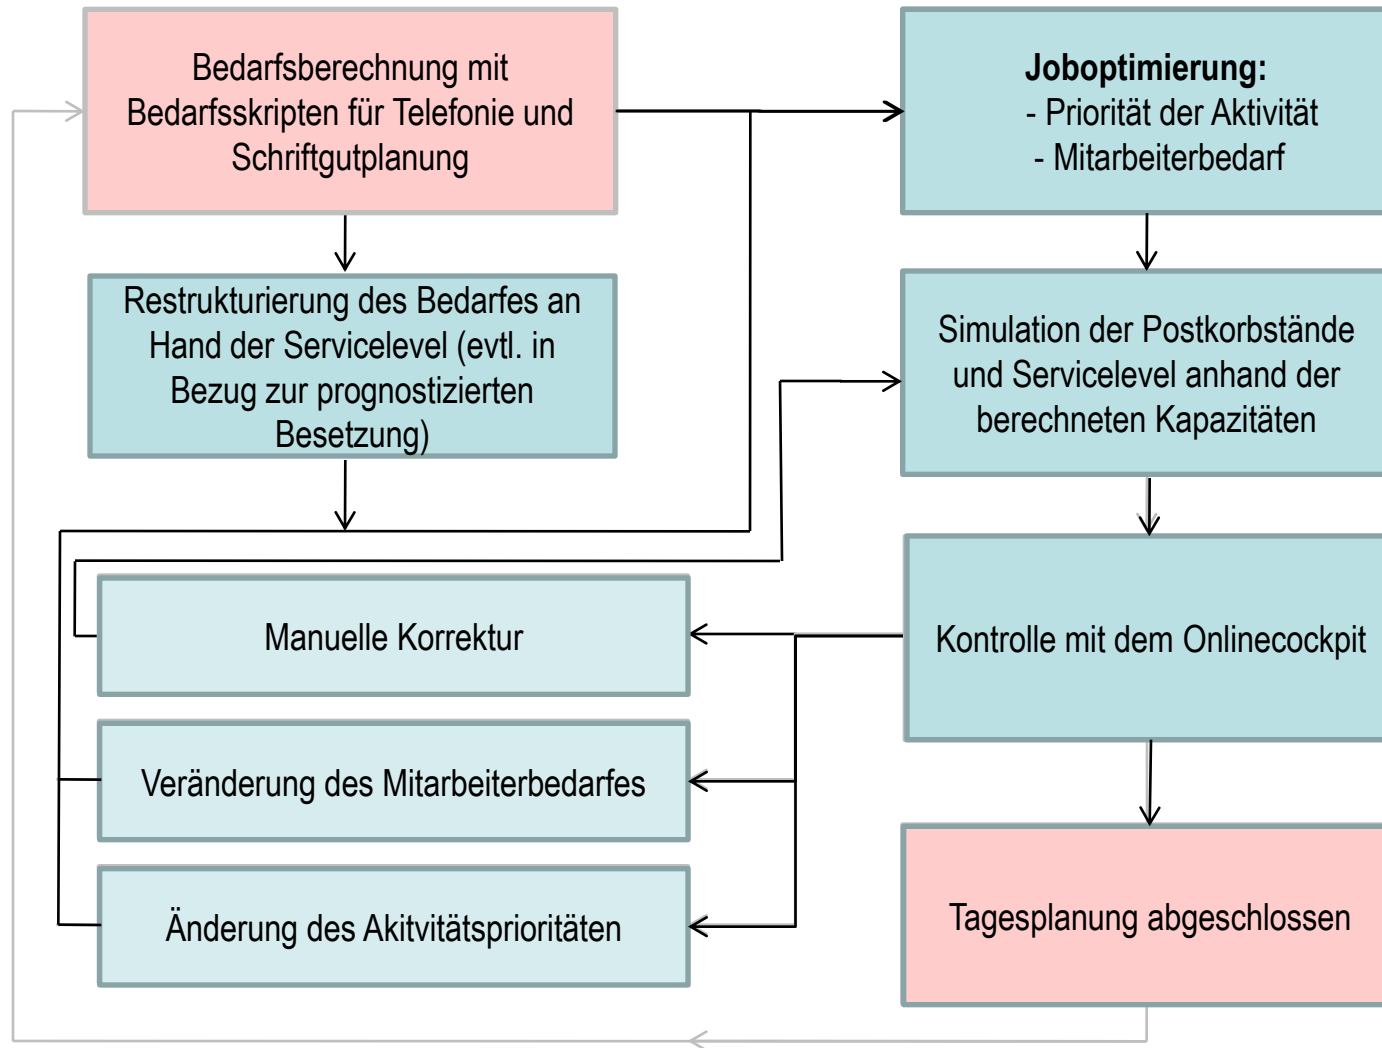 Bedarfsberechnung mit
Bedarfsskripten für Telefonie und
Schriftgutplanung
Joboptimierung:
- Priorität der Aktivität
- Mitarbeiterbedarf
Restrukturierung des Bedarfes an
Hand der Servicelevel (evtl. in
Bezug zur prognostizierten
Besetzung)
Simulation der Postkorbstände
und Servicelevel anhand der
berechneten Kapazitäten
Manuelle Korrektur
Kontrolle mit dem Onlinecockpit
Veränderung des Mitarbeiterbedarfes
Änderung des Akitvitätsprioritäten
Tagesplanung abgeschlossen